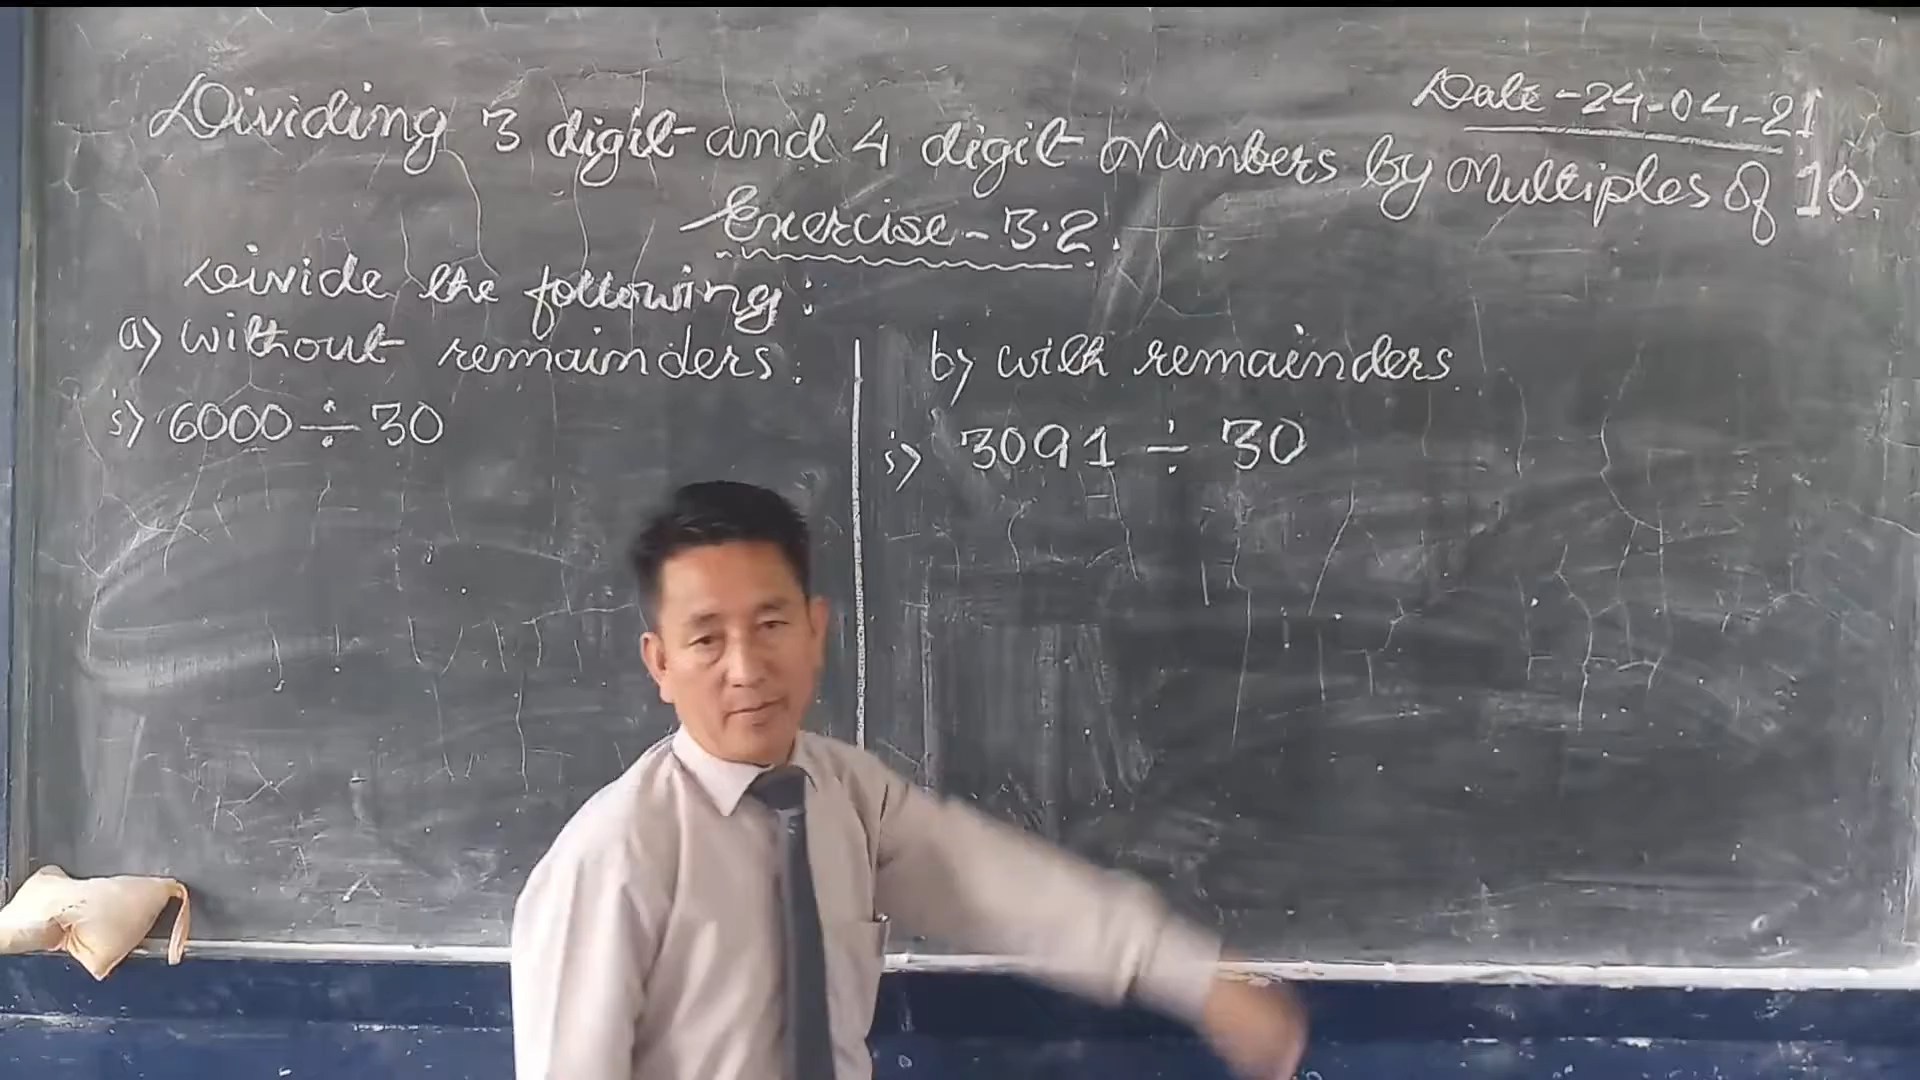 Date-24-04-21
Dividing 3 digit and 4 digit Numbers by Multiples of 10.
Exercise-3.2.
Divide the following:
a) without remainders.
i) 6000 ÷ 30
b) with remainders
i) 3091 ÷ 30